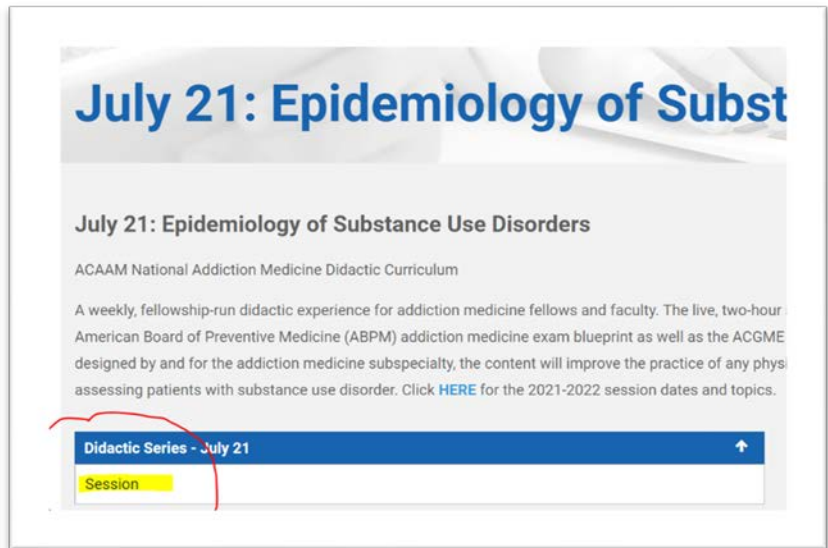 July 21: Epidemiology of Subst
July 21: Epidemiology of Substance Use Disorders
ACAAM National Addiction Medicine Didactic Curriculum
A weekly, fellowship-run didactic experience for addiction medicine fellows and faculty. The live, two-hour
American Board of Preventive Medicine (ABPM) addiction medicine exam blueprint as well as the ACGME
designed by and for the addiction medicine subspecialty, the content will improve the practice of any physi
assessing patients with substance use disorder. Click HERE for the 2021-2022 session dates and topics.
Didactic Series - July 21
Session